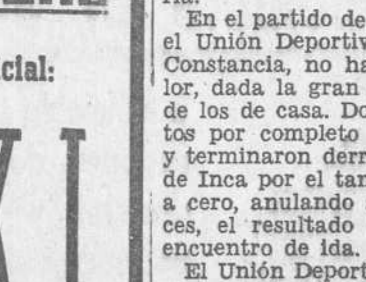 cial:
En el partido de
el Unión Deportiv
Constancia, no ha
lor, dada la gran
de los de casa. Do
tos por completo
y terminaron derr
de Inca por el tan
a cero, anulando
ces, el resultado
encuentro de ida.
El Unión Deport